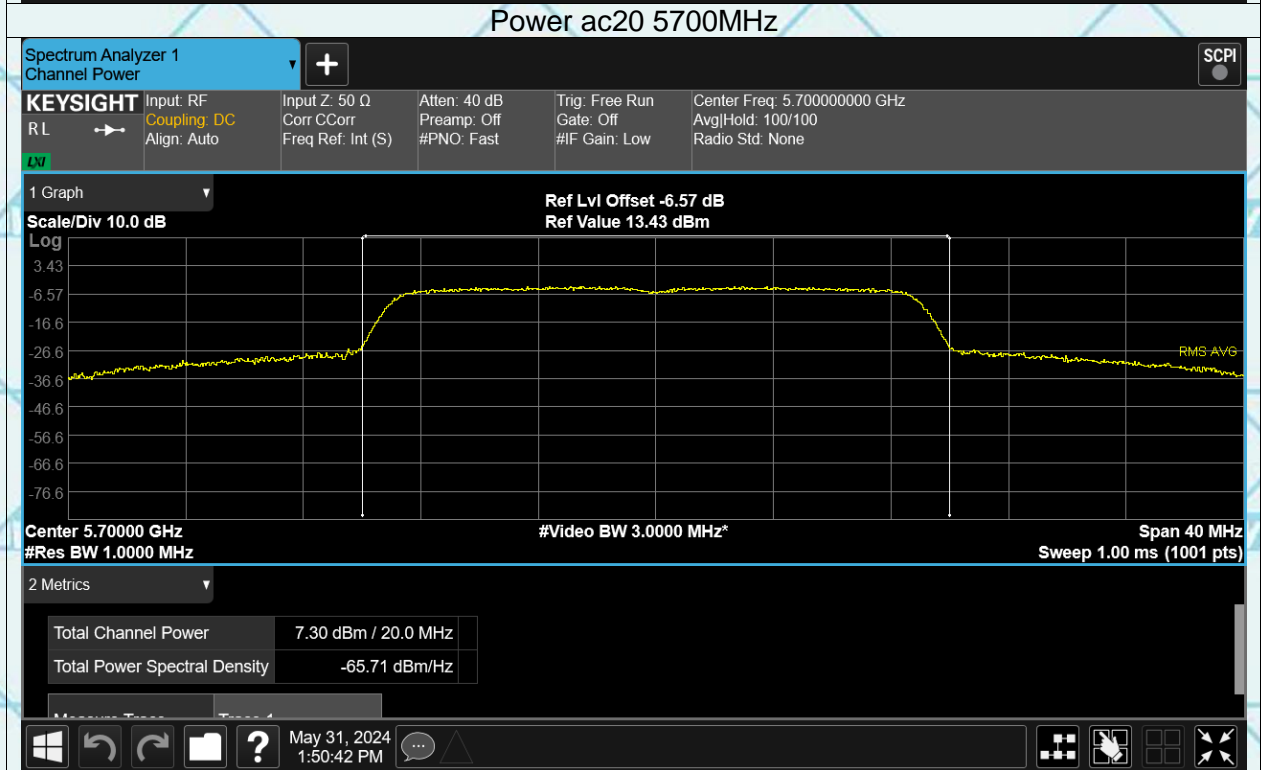 Power ac20 5700MHz
Spectrum Analyzer 1
Channel Power
SCPI
KEYSIGHT
RL
LXI
Input: RF
Coupling: DC
Align: Auto
Input Z: 50 Ω
Corr CCorr
Freq Ref: Int (S)
Atten: 40 dB
Preamp: Off
#PNO: Fast
Trig: Free Run
Gate: Off
#IF Gain: Low
Center Freq: 5.700000000 GHz
Avg|Hold: 100/100
Radio Std: None
1 Graph
Scale/Div 10.0 dB
Ref Lvl Offset -6.57 dB
Ref Value 13.43 dBm
Log
3.43
-6.57
-16.6
-26.6
-36.6
-46.6
-56.6
-66.6
-76.6
RMS AVG
Center 5.70000 GHz
#Res BW 1.0000 MHz
#Video BW 3.0000 MHz*
Span 40 MHz
Sweep 1.00 ms (1001 pts)
2 Metrics
Total Channel Power 7.30 dBm / 20.0 MHz
Total Power Spectral Density -65.71 dBm/Hz
Measure Trace Trace 1
May 31, 2024
1:50:42 PM